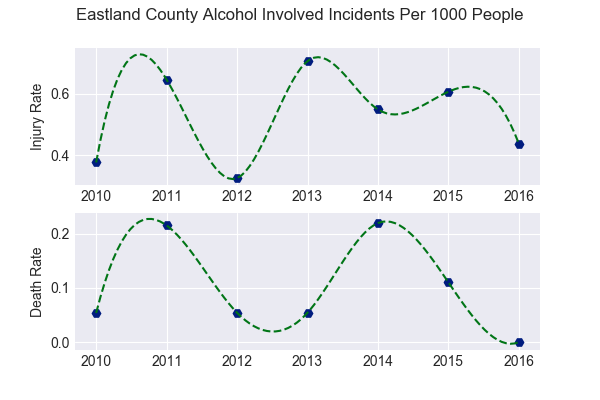 Eastland County Alcohol Involved Incidents Per 1000 People
Injury Rate
0.6
0.4
2010 2011 2012 2013 2014 2015 2016
Death Rate
0.2
0.1
0.0
2010 2011 2012 2013 2014 2015 2016